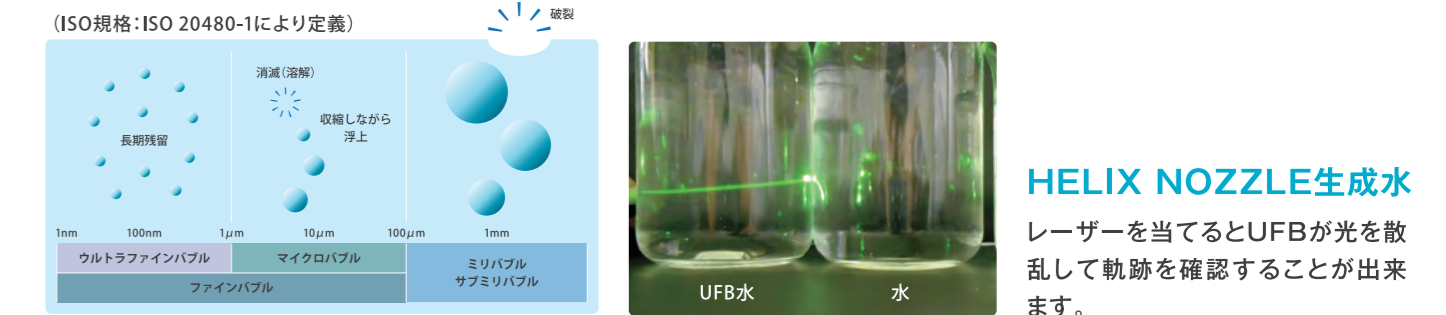 （ISO規格：ISO 20480-1により定義）
破裂
消滅（溶解）
収縮しながら
浮上
長期残留
1nm 100nm 1μm 10μm 100μm 1mm
ウルトラファインバブル マイクロバブル
ミリバブル
サブミリバブル
ファインバブル
UFB水 水
HELIX NOZZLE生成水
レーザーを当てるとUFBが光を散
乱して軌跡を確認することが出来
ます。